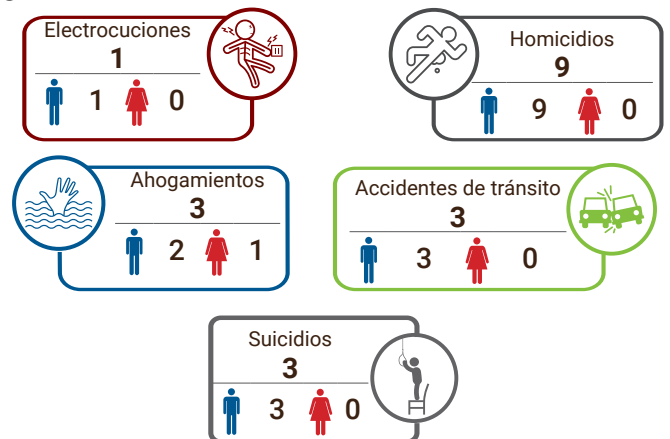 Electrocuciones
1
1 0
Homicidios
9
9 0
Ahogamientos
3
2 1
Accidentes de tránsito
3
3 0
Suicidios
3
3 0